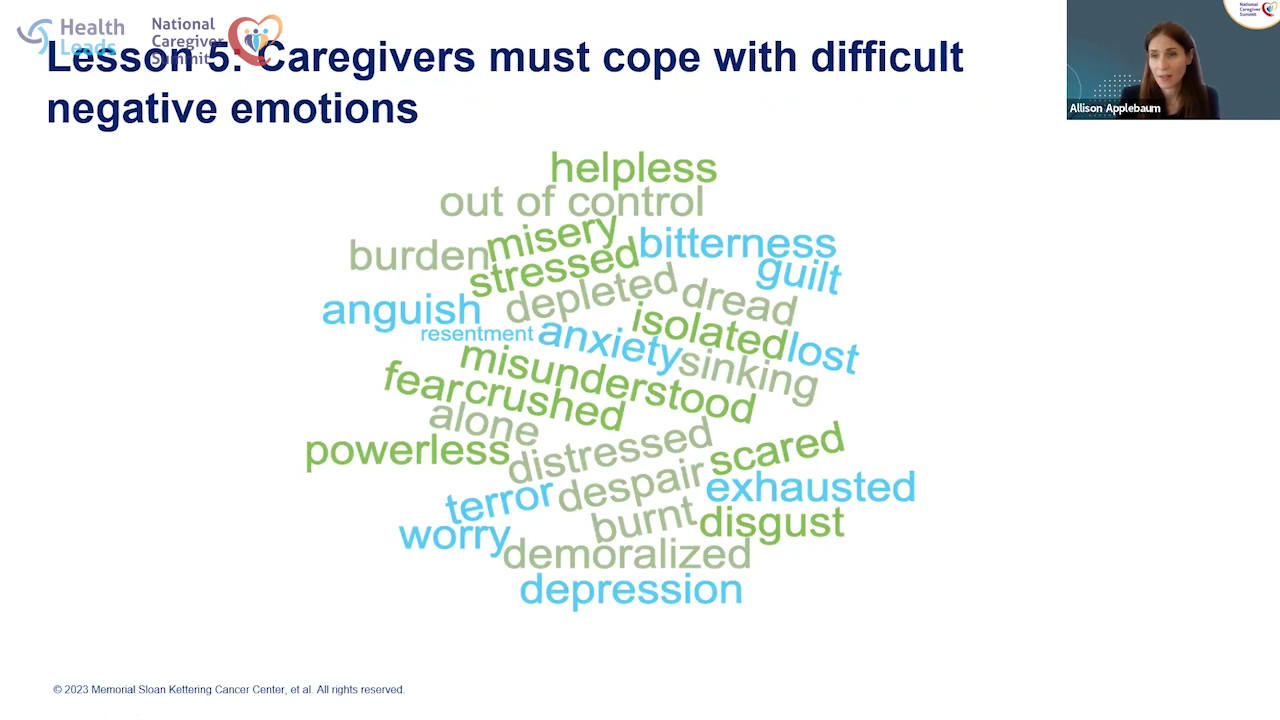 Health
Leads
National
Caregiver
Summit
National
Caregiver
Summit
Allison Applebaum
Lesson 5: Caregivers must cope with difficult
negative emotions
helpless
out of control
misery
bitterness
burden
stressed
guilt
depleted
dread
anguish
resentment
anxiety
isolated
lost
misunderstood
sinking
fear
crushed
alone
powerless
distressed
scared
despair
exhausted
terror
burnt
disgust
worry
demoralized
depression
© 2023 Memorial Sloan Kettering Cancer Center, et al. All rights reserved.